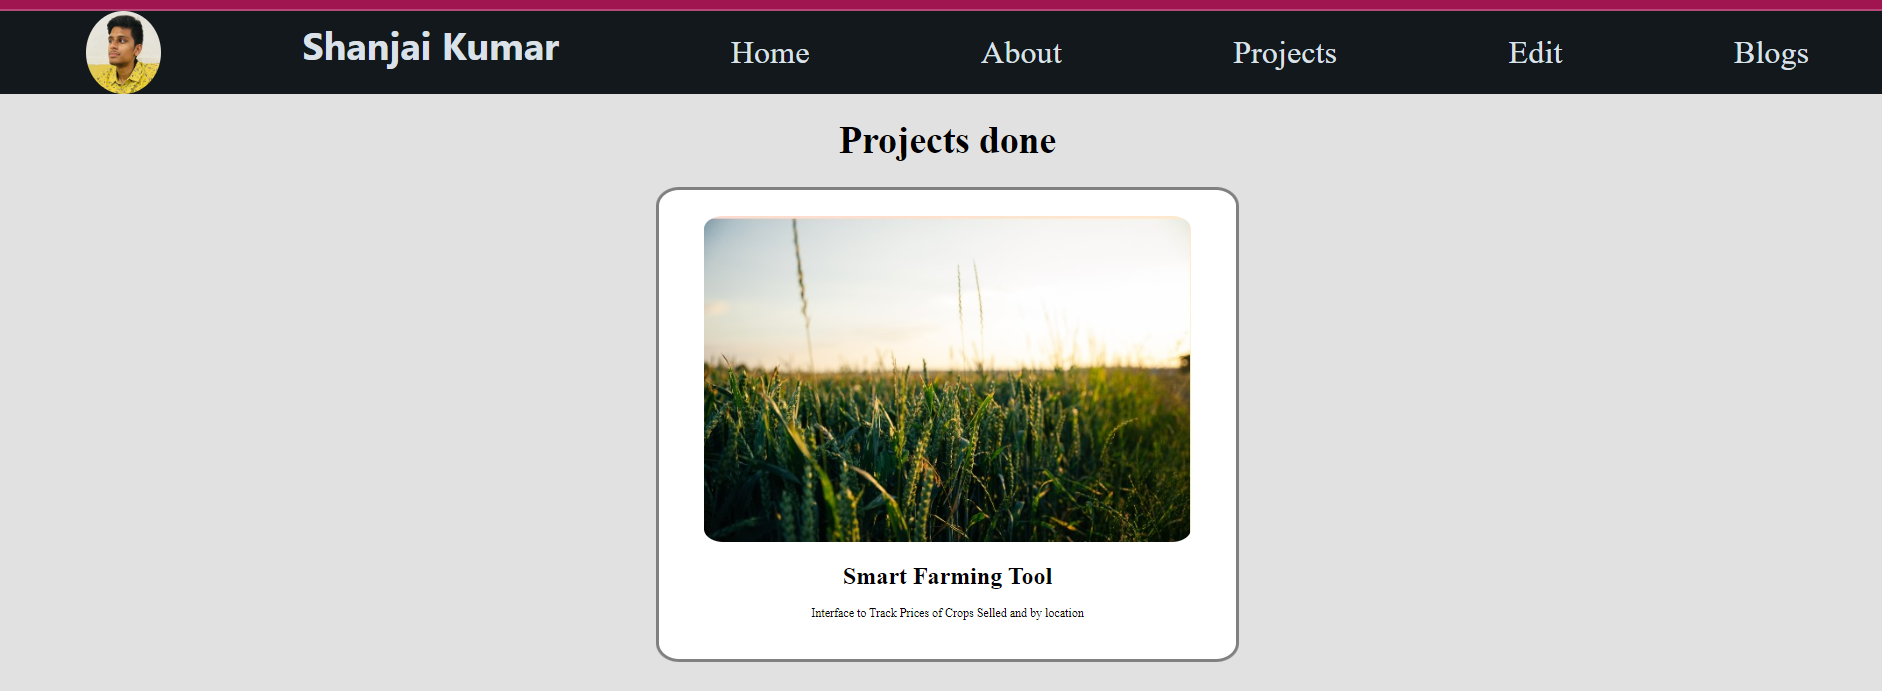 Shanjai Kumar Home About Projects Edit Blogs
Projects done
Smart Farming Tool
Interface to Track Prices of Crops Selled and by location